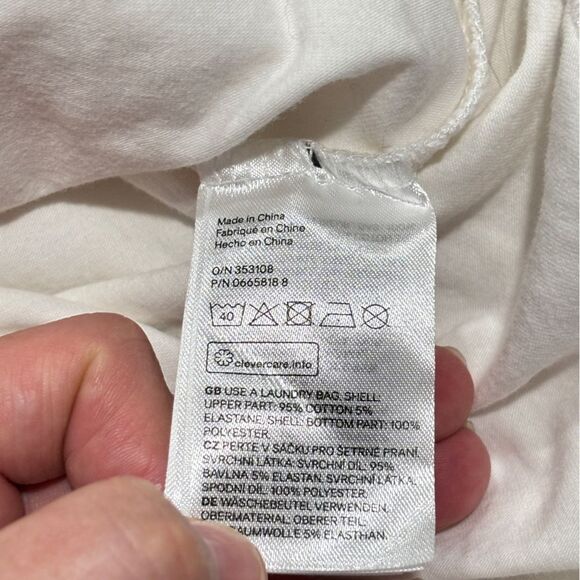 Made in China
Fabriqué en Chine
Hecho en China
O/N 353108
P/N 0665818 8
40
clevercare.info
GB USE A LAUNDRY BAG, SHELL:
UPPER PART: 95% COTTON 5%
ELASTANE; SHELL: BOTTOM PART: 100%
POLYESTER
CZ PERTE V SÁČKU PRO ŠETRNÉ PRANÍ,
SVRCHNÍ LÁTKA: SVRCHNÍ DÍL: 95%
BAVLNA 5% ELASTAN, SVRCHNÍ LÁTKA:
SPODNÍ DÍL: 100% POLYESTER
DE WÄSCHEBEUTEL VERWENDEN,
OBERMATERIAL: OBERER TEIL:
5% ELASTHAN